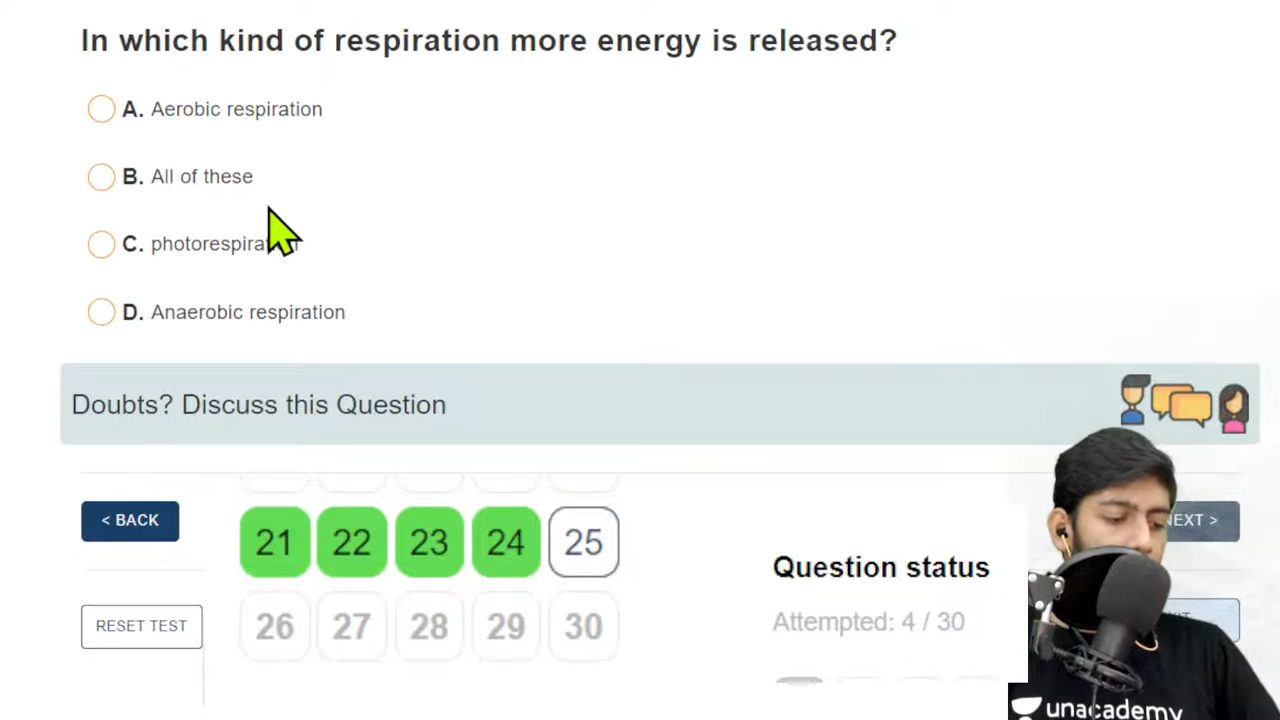 In which kind of respiration more energy is released?
A. Aerobic respiration
B. All of these
C. photorespiration
D. Anaerobic respiration
Doubts? Discuss this Question
< BACK
21 22 23 24 25
NEXT >
Question status
RESET TEST
26 27 28 29 30
Attempted: 4 / 30
unacademy